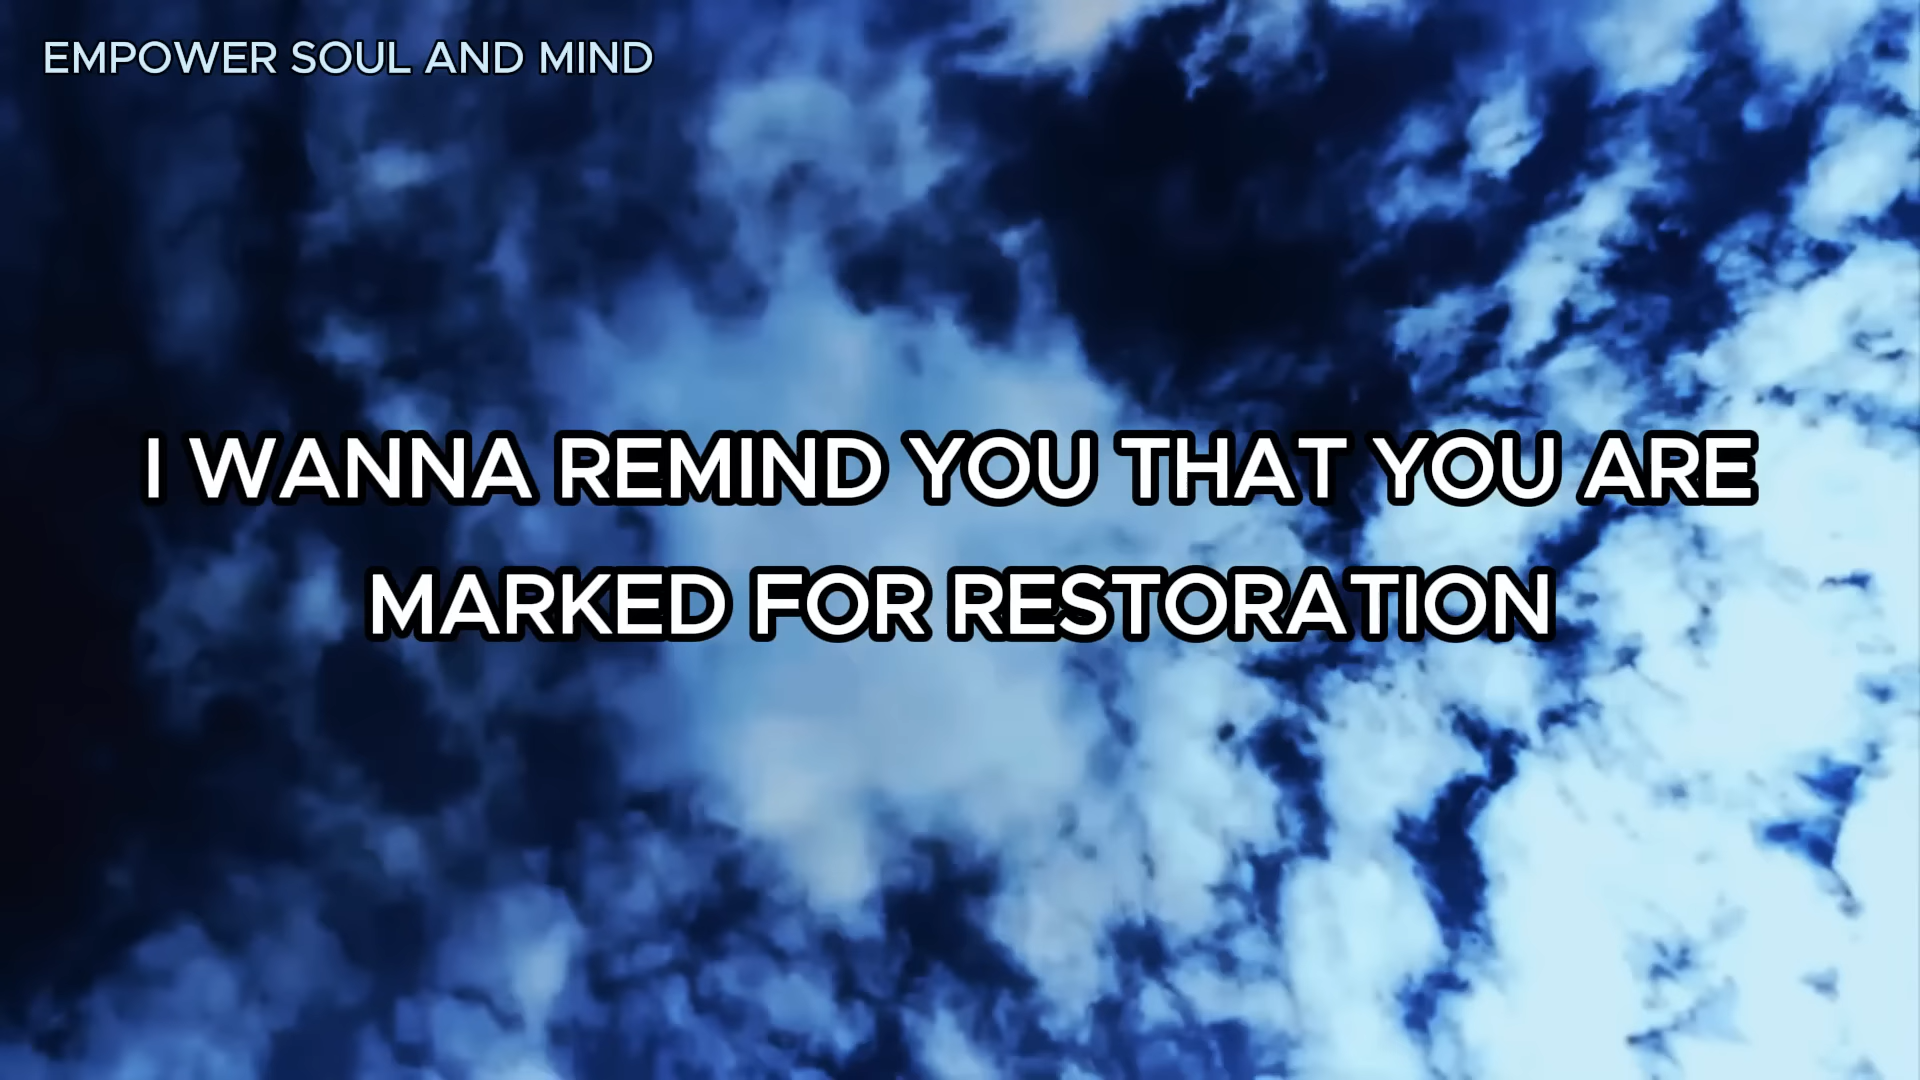 EMPOWER SOUL AND MIND
I WANNA REMIND YOU THAT YOU ARE
MARKED FOR RESTORATION